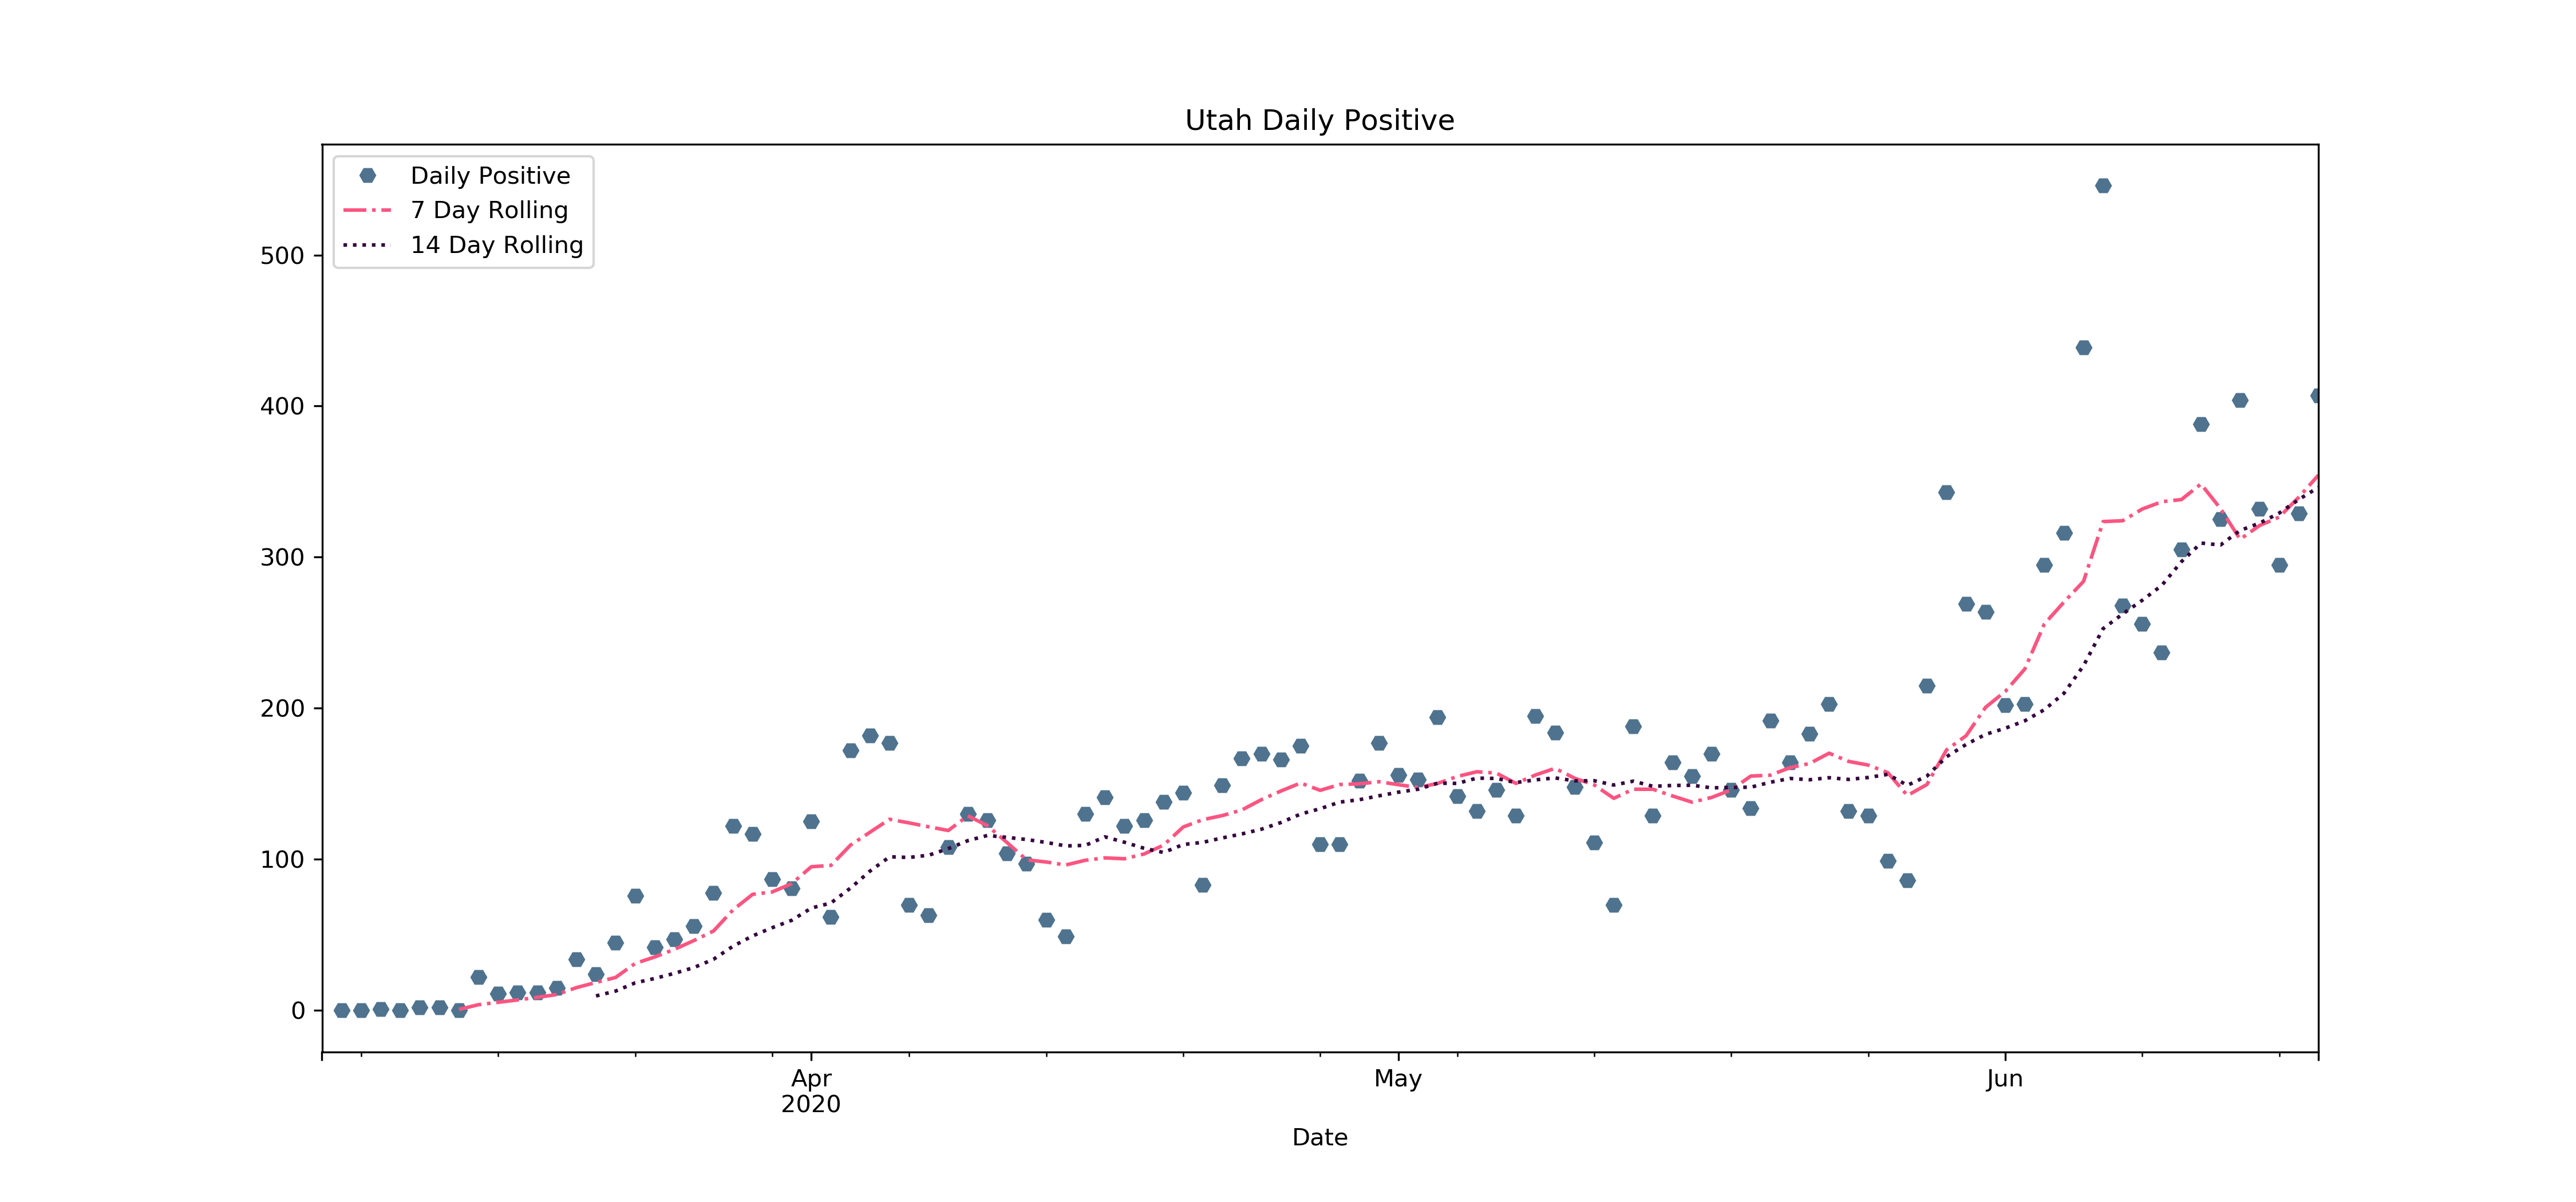 Utah Daily Positive
Daily Positive
7 Day Rolling
14 Day Rolling
500
400
300
200
100
0
Apr
2020
May
Jun
Date